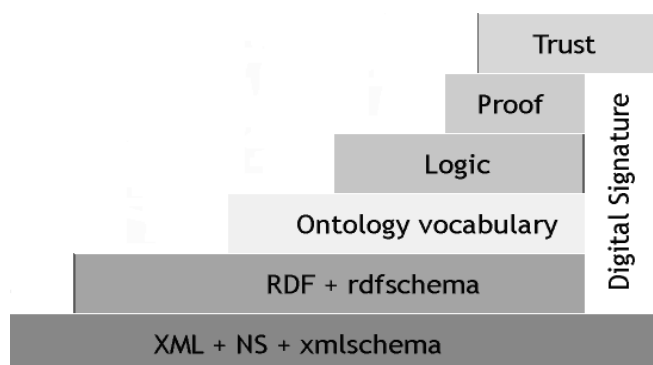 Trust
Proof
Logic
Ontology vocabulary
RDF + rdfschema
XML + NS + xmlschema
Digital Signature